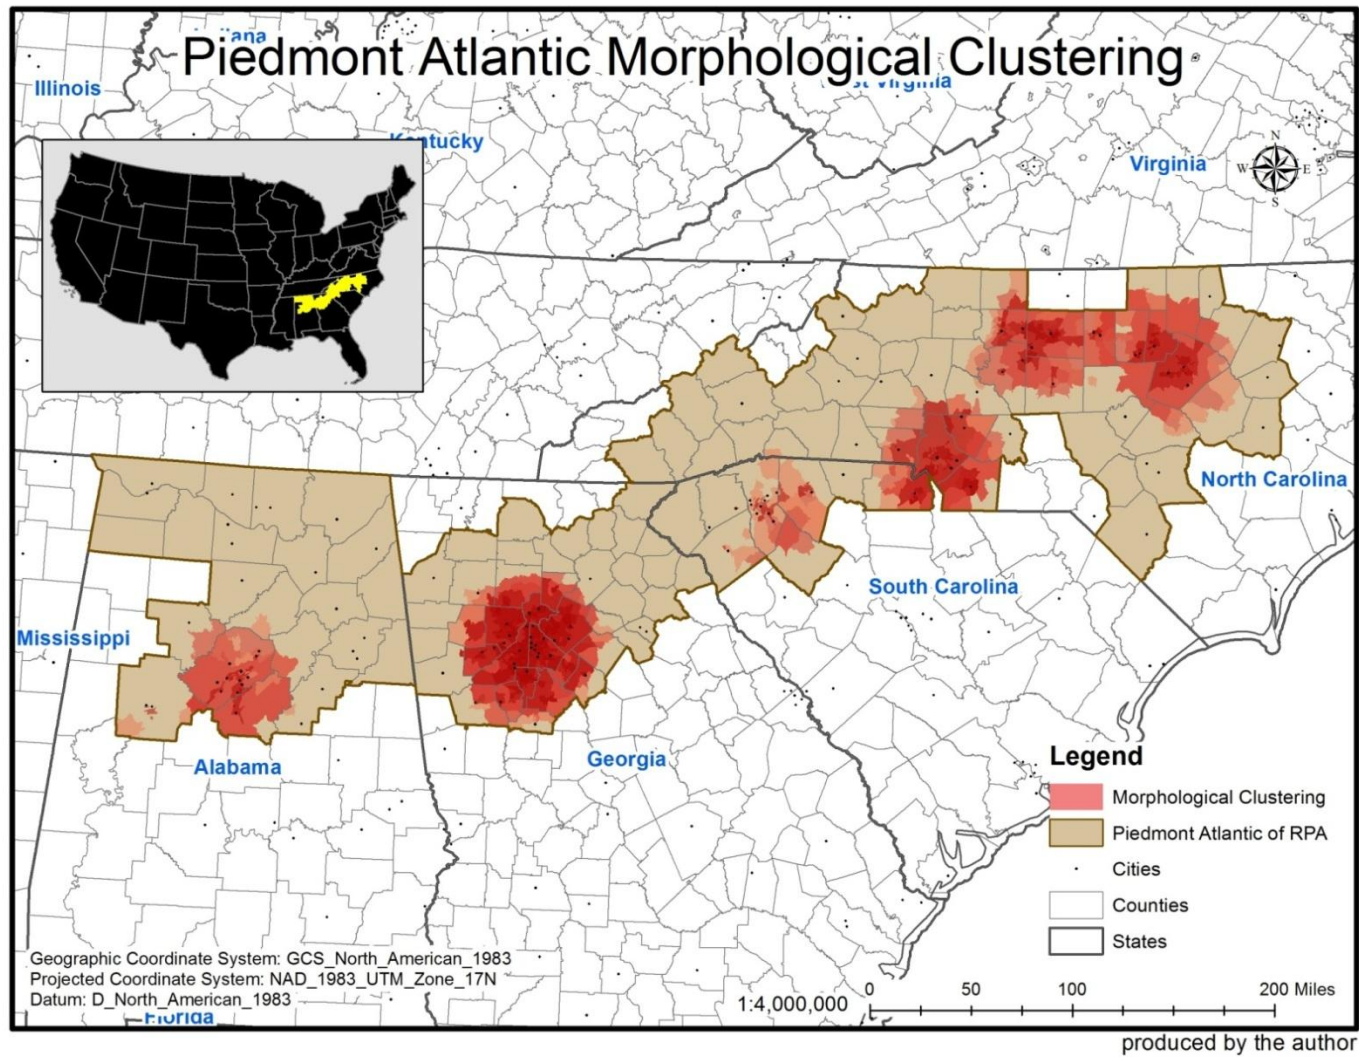 Piedmont Atlantic Morphological Clustering
Illinois
Kentucky
Virginia
N
W E
S
North Carolina
South Carolina
Mississippi
Alabama
Georgia
Legend
Morphological Clustering
Piedmont Atlantic of RPA
Cities
Counties
States
Geographic Coordinate System: GCS_North_American_1983
Projected Coordinate System: NAD_1983_UTM_Zone_17N
Datum: D_North_American_1983
Florida
1:4,000,000
0 50 100 200 Miles
produced by the author